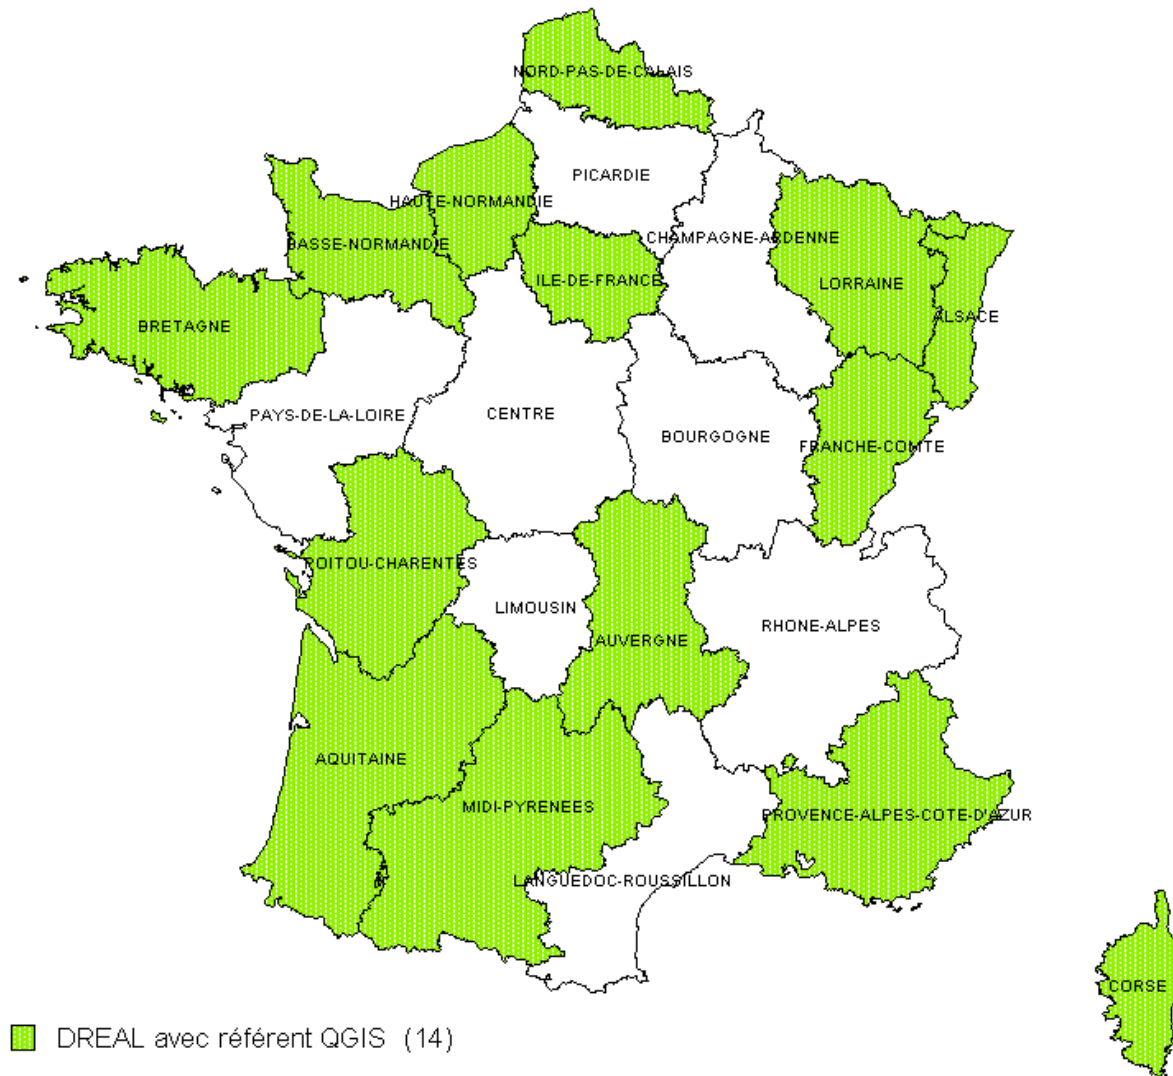 NORD-PAS-DE-CALAIS
PICARDIE
HAUTE-NORMANDIE
CHAMPAGNE-ARDENNE
BASSE-NORMANDIE
ILE-DE-FRANCE
LORRAINE
ALSACE
BRETAGNE
PAYS-DE-LA-LOIRE
CENTRE
BOURGOGNE
FRANCHE-COMTE
POITOU-CHARENTES
LIMOUSIN
RHONE-ALPES
AUVERGNE
AQUITAINE
MIDI-PYRENEES
PROVENCE-ALPES-COTE-D'AZUR
LANGUEDOC-ROUSSILLON
CORSE
DREAL avec référent QGIS (14)